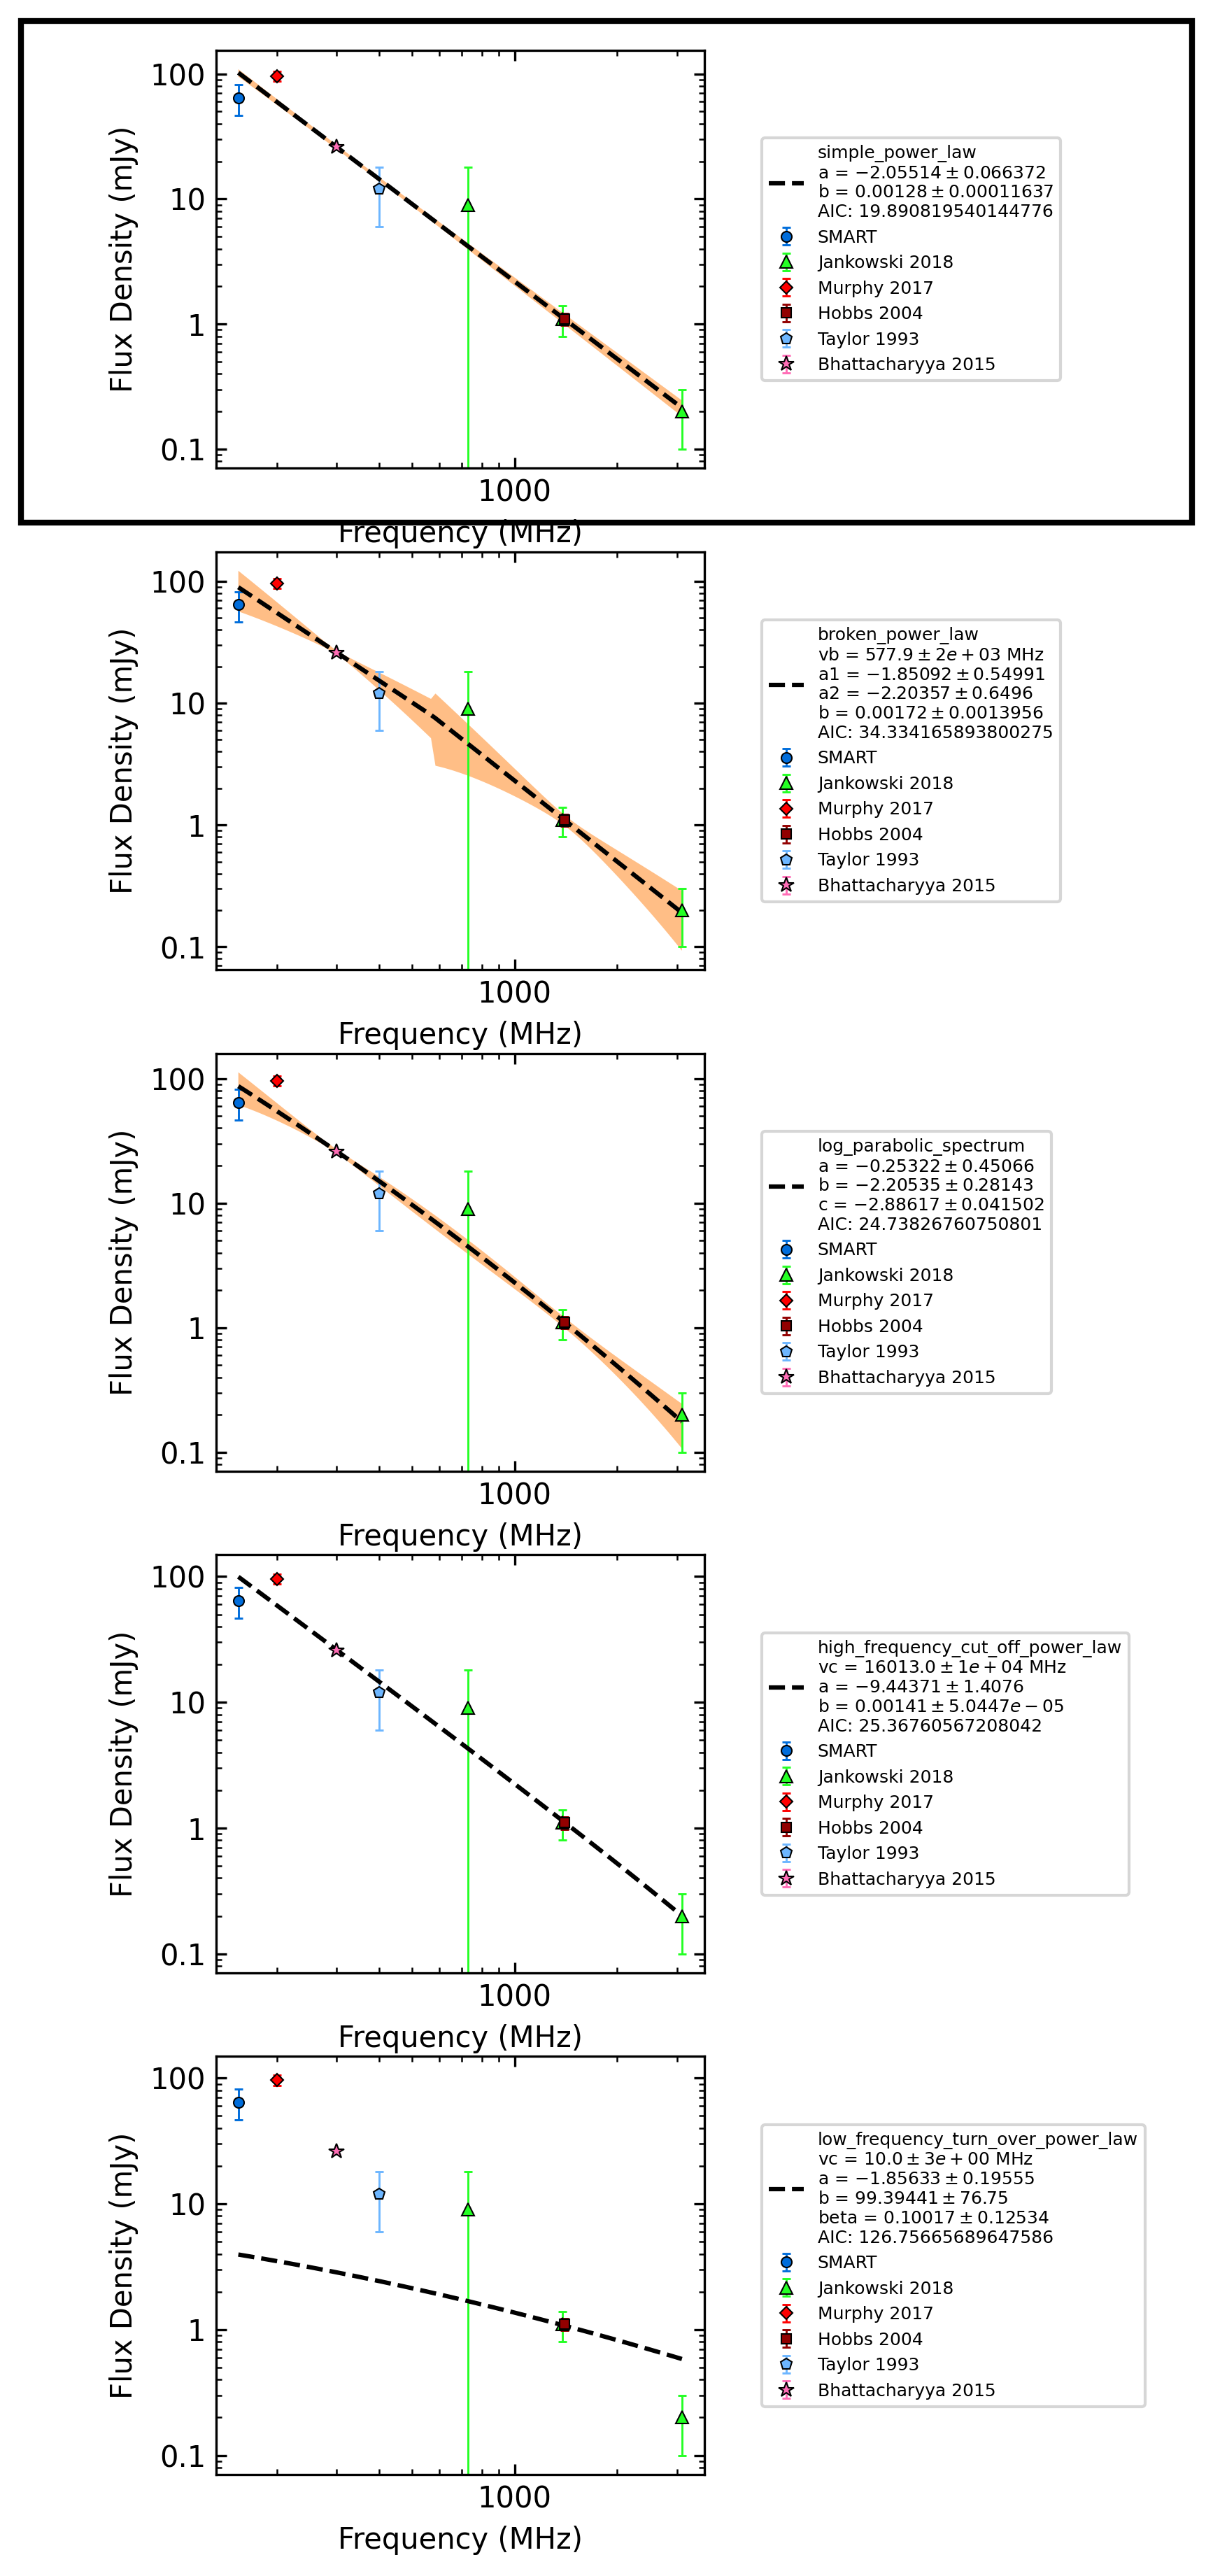 100
10
1
0.1
1000
Flux Density (mJy)
Frequency (MHz)
simple_power_law
a = −2.05514 ± 0.066372
b = 0.00128 ± 0.00011637
AIC: 19.890819540144776
SMART
Jankowski 2018
Murphy 2017
Hobbs 2004
Taylor 1993
Bhattacharyya 2015
100
10
1
0.1
1000
Flux Density (mJy)
Frequency (MHz)
broken_power_law
vb = 577.9 ± 2e + 03 MHz
a1 = −1.85092 ± 0.54991
a2 = −2.20357 ± 0.6496
b = 0.00172 ± 0.0013956
AIC: 34.334165893800275
SMART
Jankowski 2018
Murphy 2017
Hobbs 2004
Taylor 1993
Bhattacharyya 2015
100
10
1
0.1
1000
Flux Density (mJy)
Frequency (MHz)
log_parabolic_spectrum
a = −0.25322 ± 0.45066
b = −2.20535 ± 0.28143
c = −2.88617 ± 0.041502
AIC: 24.73826760750801
SMART
Jankowski 2018
Murphy 2017
Hobbs 2004
Taylor 1993
Bhattacharyya 2015
100
10
1
0.1
1000
Flux Density (mJy)
Frequency (MHz)
high_frequency_cut_off_power_law
vc = 16013.0 ± 1e + 04 MHz
a = −9.44371 ± 1.4076
b = 0.00141 ± 5.0447e − 05
AIC: 25.36760567208042
SMART
Jankowski 2018
Murphy 2017
Hobbs 2004
Taylor 1993
Bhattacharyya 2015
100
10
1
0.1
1000
Flux Density (mJy)
Frequency (MHz)
low_frequency_turn_over_power_law
vc = 10.0 ± 3e + 00 MHz
a = −1.85633 ± 0.19555
b = 99.39441 ± 76.75
beta = 0.10017 ± 0.12534
AIC: 126.75665689647586
SMART
Jankowski 2018
Murphy 2017
Hobbs 2004
Taylor 1993
Bhattacharyya 2015